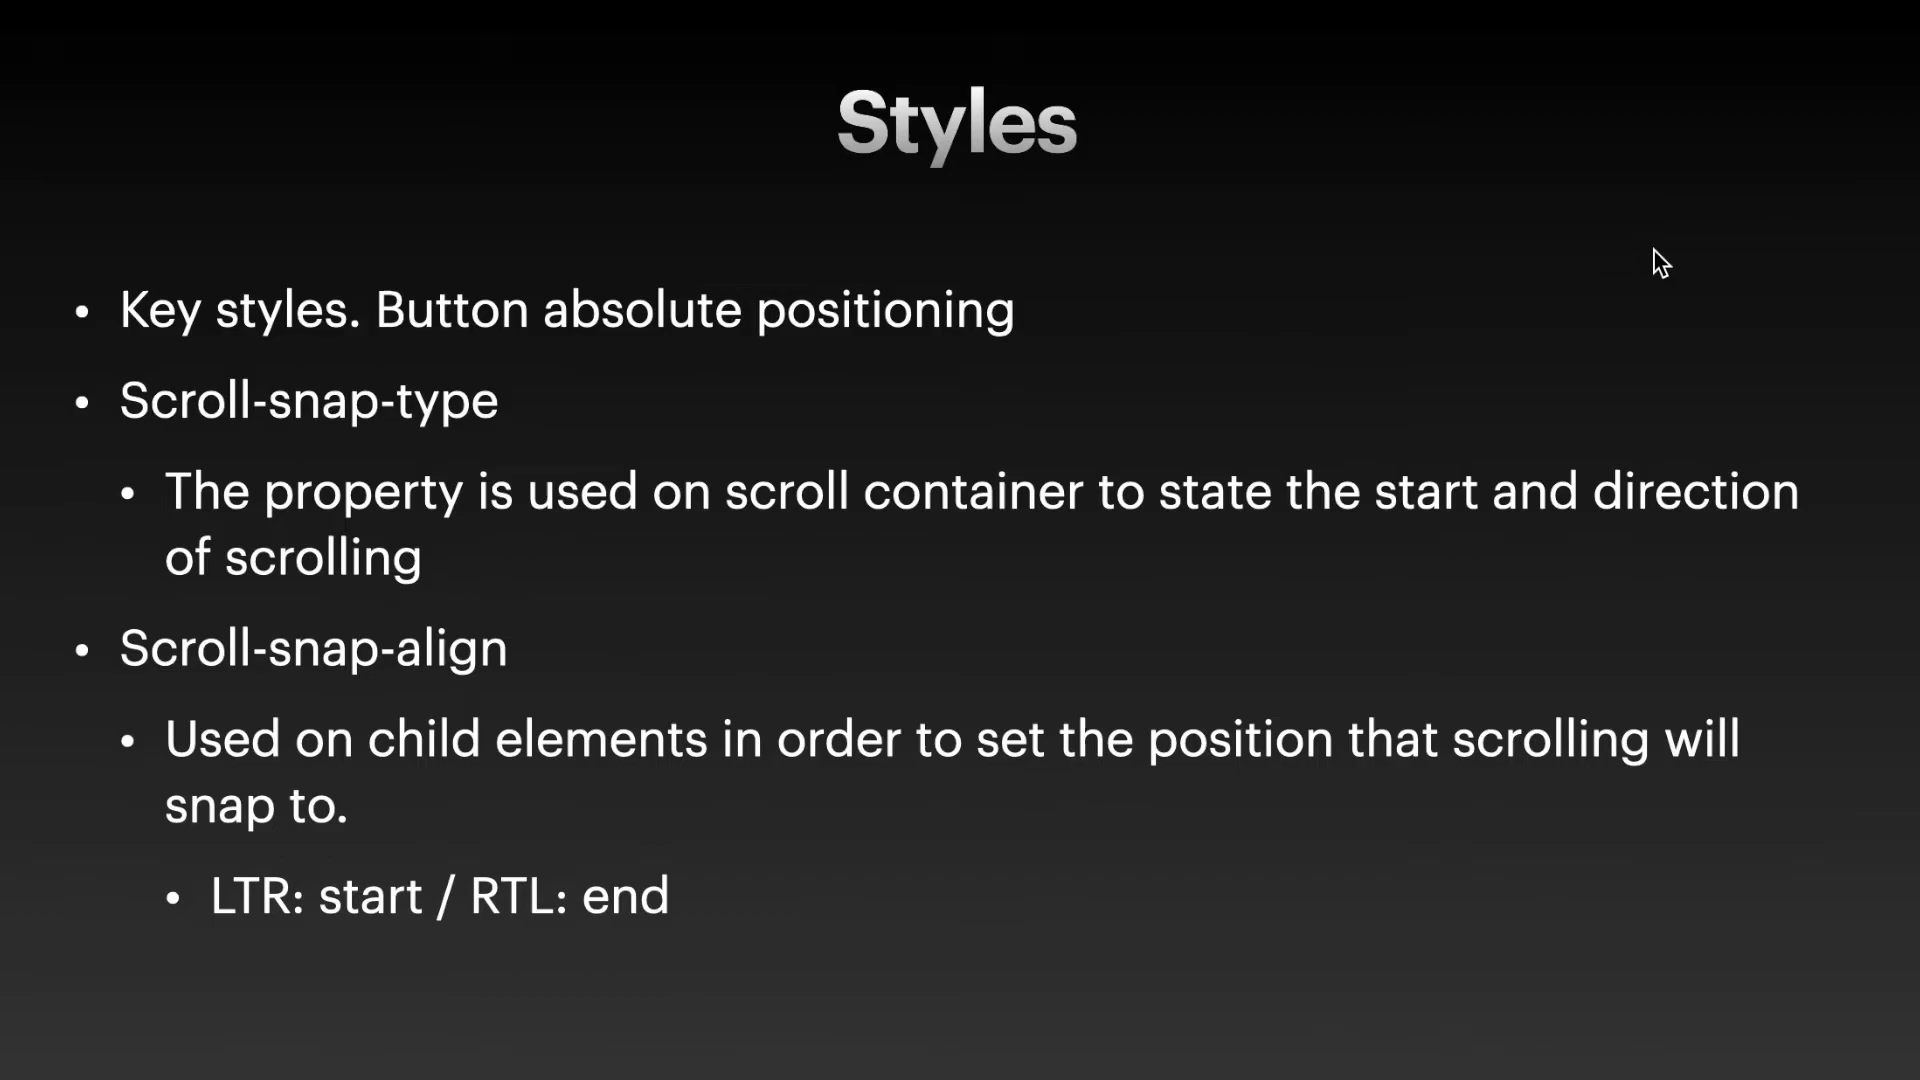 Styles
• Key styles. Button absolute positioning
• Scroll-snap-type
• The property is used on scroll container to state the start and direction
of scrolling
• Scroll-snap-align
• Used on child elements in order to set the position that scrolling will
snap to.
• LTR: start / RTL: end